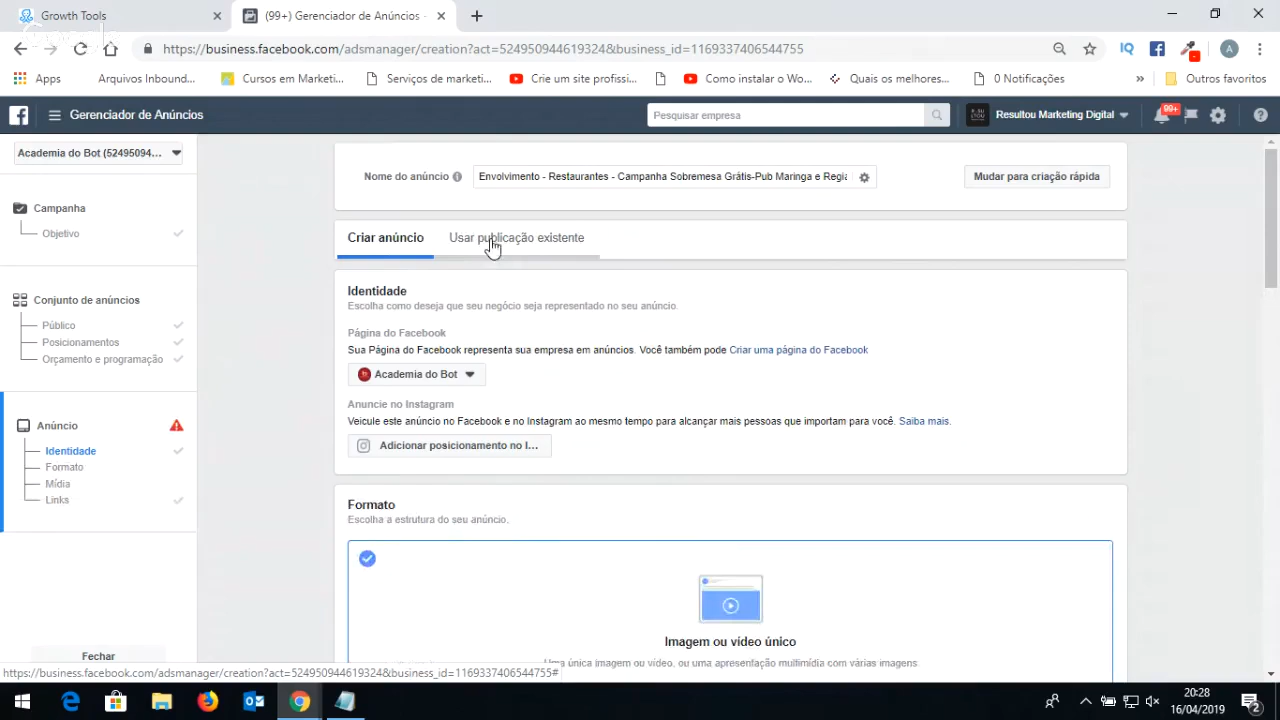 Growth Tools
(99+) Gerenciador de Anúncios -
https://business.facebook.com/adsmanager/creation?act=524950944619324&business_id=1169337406544755
IQ
A
Apps
Arquivos Inbound...
Cursos em Marketi...
Serviços de marketi...
Crie um site profissi...
Como instalar o Wo...
Quais os melhores...
0 Notificações
»
Outros favoritos
Gerenciador de Anúncios
Pesquisar empresa
Resultou Marketing Digital
99+
Academia do Bot (52495094...
Nome do anúncio
Envolvimento - Restaurantes - Campanha Sobremesa Grátis-Pub Maringa e Regia
Mudar para criação rápida
Campanha
Objetivo
Criar anúncio
Usar publicação existente
Conjunto de anúncios
Público
Posicionamentos
Orçamento e programação
Identidade
Escolha como deseja que seu negócio seja representado no seu anúncio.
Página do Facebook
Sua Página do Facebook representa sua empresa em anúncios. Você também pode Criar uma página do Facebook
Academia do Bot
Anuncie no Instagram
Veicule este anúncio no Facebook e no Instagram ao mesmo tempo para alcançar mais pessoas que importam para você. Saiba mais.
Adicionar posicionamento no I...
Anúncio
Identidade
Formato
Mídia
Links
Formato
Escolha a estrutura do seu anúncio.
Imagem ou vídeo único
Uma única imagem ou vídeo, ou uma apresentação multimídia com várias imagens
Fechar
https://business.facebook.com/adsmanager/creation?act=524950944619324&business_id=1169337406544755#
20:28
16/04/2019
2